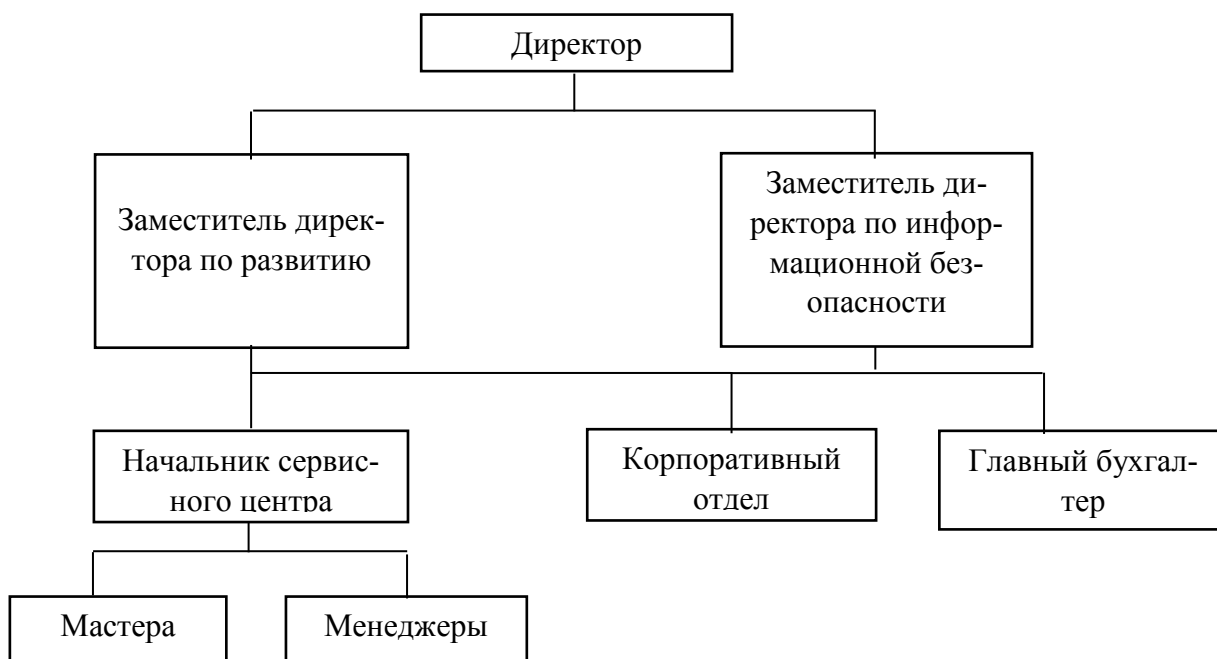 Директор
Заместитель дирек-
тора по развитию
Заместитель ди-
ректора по инфор-
мационной без-
опасности
Начальник сервис-
ного центра
Корпоративный
отдел
Главный бухгал-
тер
Мастера
Менеджеры